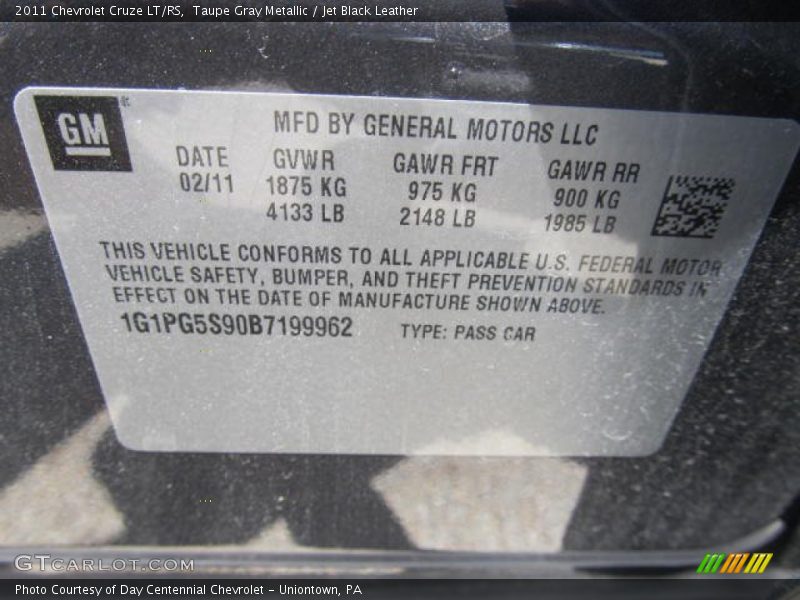 2011 Chevrolet Cruze LT/RS, Taupe Gray Metallic / Jet Black Leather
GM
MFD BY GENERAL MOTORS LLC
DATE GVWR GAWR FRT GAWR RR
02/11 1875 KG 975 KG 900 KG
4133 LB 2148 LB 1985 LB
THIS VEHICLE CONFORMS TO ALL APPLICABLE U.S. FEDERAL MOTOR
VEHICLE SAFETY, BUMPER, AND THEFT PREVENTION STANDARDS IN
EFFECT ON THE DATE OF MANUFACTURE SHOWN ABOVE.
1G1PG5S90B7199962 TYPE: PASS CAR
GTCARLOT.COM
Photo Courtesy of Day Centennial Chevrolet - Uniontown, PA